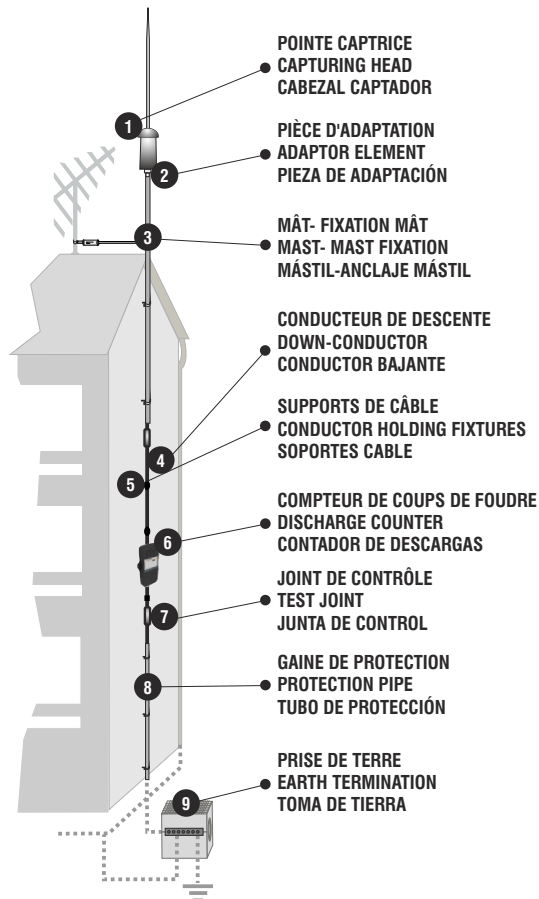 POINTE CAPTRICE
1 CAPTURING HEAD
CABEZAL CAPTADOR
PIÈCE D'ADAPTATION
2 ADAPTOR ELEMENT
PIEZA DE ADAPTACIÓN
MÂT- FIXATION MÂT
3 MAST- MAST FIXATION
MÁSTIL-ANCLAJE MÁSTIL
CONDUCTEUR DE DESCENTE
4 DOWN-CONDUCTOR
CONDUCTOR BAJANTE
SUPPORTS DE CÂBLE
5 CONDUCTOR HOLDING FIXTURES
SOPORTES CABLE
COMPTEUR DE COUPS DE FOUDRE
6 DISCHARGE COUNTER
CONTADOR DE DESCARGAS
JOINT DE CONTRÔLE
7 TEST JOINT
JUNTA DE CONTROL
GAINE DE PROTECTION
8 PROTECTION PIPE
TUBO DE PROTECCIÓN
PRISE DE TERRE
9 EARTH TERMINATION
TOMA DE TIERRA